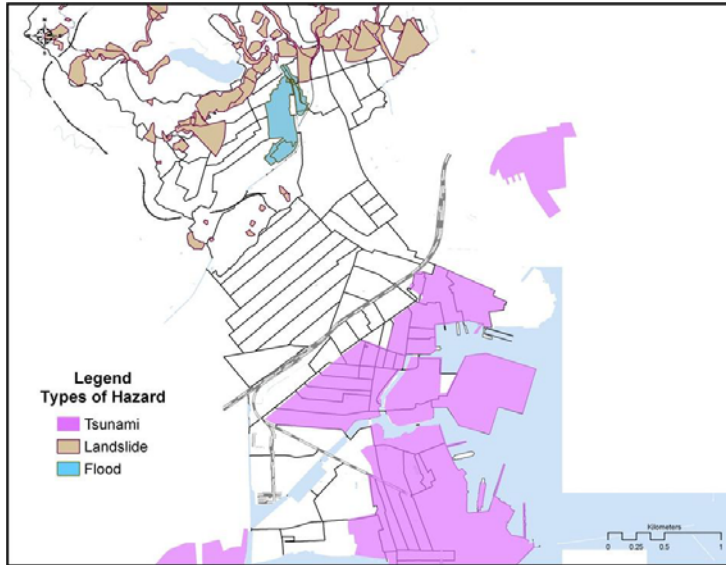 Legend
Types of Hazard
Tsunami
Landslide
Flood
Kilometers
0 0.25 0.5 1